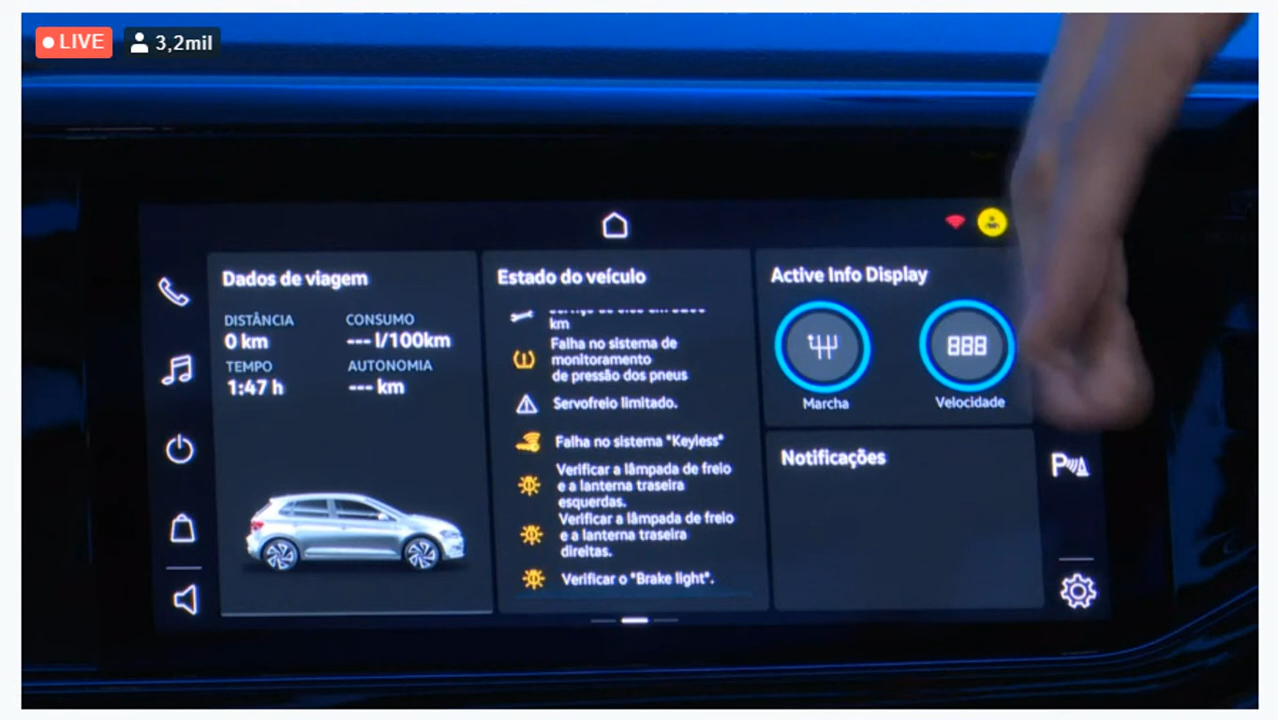 LIVE
3,2mil
Dados de viagem
DISTÂNCIA
CONSUMO
0 km
--- l/100km
TEMPO
AUTONOMIA
1:47 h
--- km
Estado do veículo
km
Falha no sistema de
monitoramento
de pressão dos pneus
Servofreio limitado.
Falha no sistema "Keyless"
Verificar a lâmpada de freio
e a lanterna traseira
esquerdas.
Verificar a lâmpada de freio
e a lanterna traseira
direitas.
Verificar o "Brake light".
Active Info Display
888
Marcha
Velocidade
Notificações
P